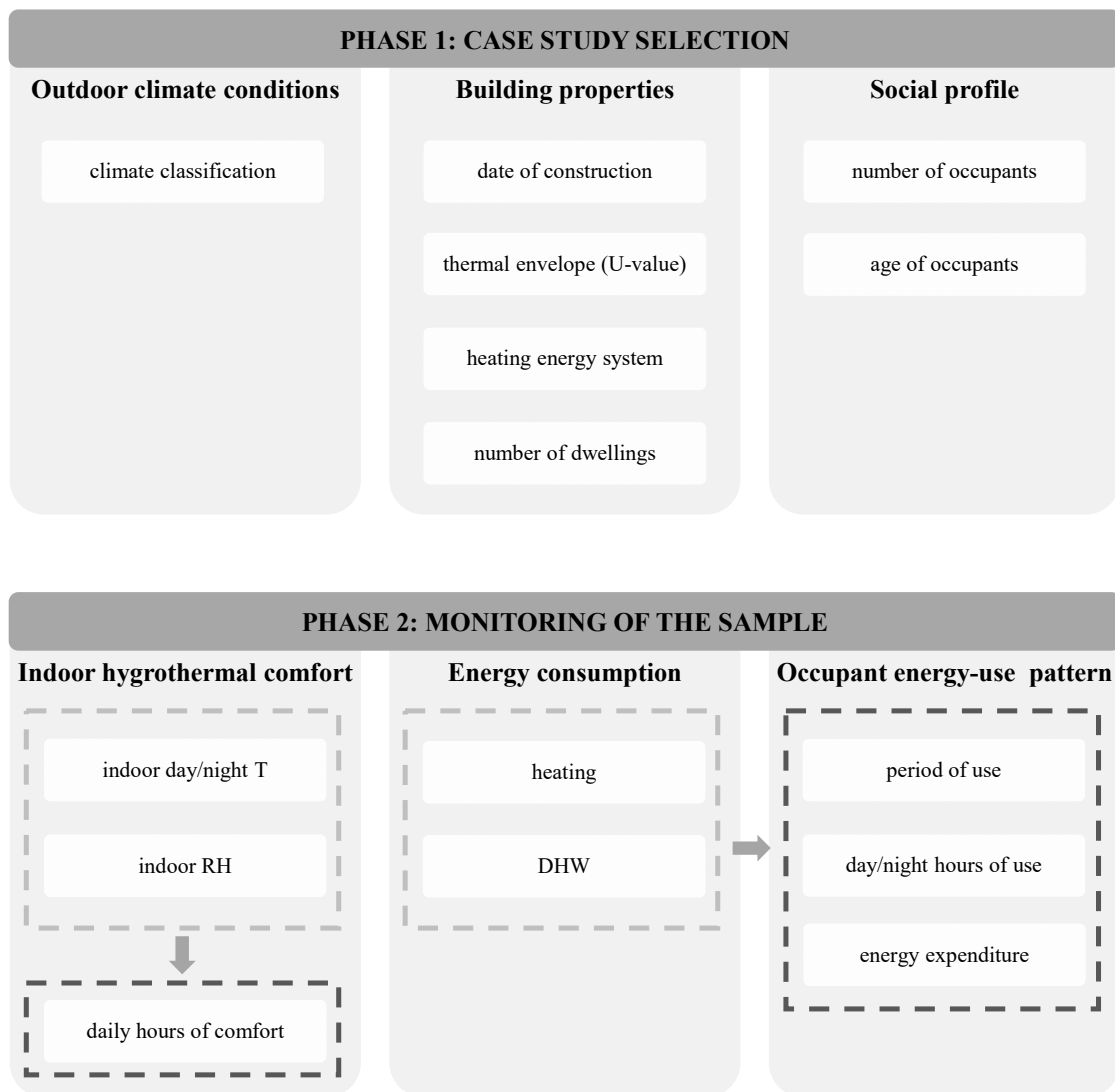 PHASE 1: CASE STUDY SELECTION
Outdoor climate conditions
climate classification
Building properties
date of construction
thermal envelope (U-value)
heating energy system
number of dwellings
Social profile
number of occupants
age of occupants
PHASE 2: MONITORING OF THE SAMPLE
Indoor hygrothermal comfort
indoor day/night T
indoor RH
daily hours of comfort
Energy consumption
heating
DHW
Occupant energy-use pattern
period of use
day/night hours of use
energy expenditure